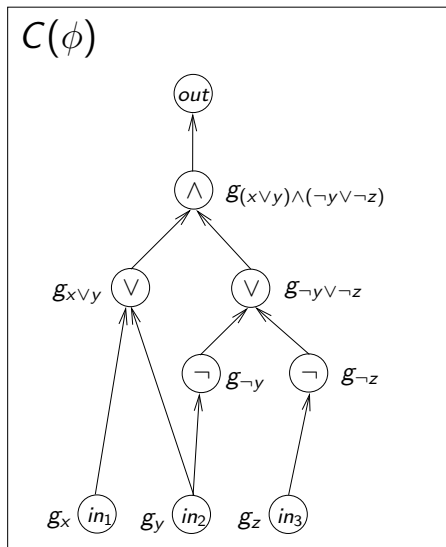 C(ϕ)
out
∧ g(x∨y)∧(¬y∨¬z)
gx∨y ∨ ∨ g¬y∨¬z
¬ g¬y ¬ g¬z
gx in1 gy in2 gz in3